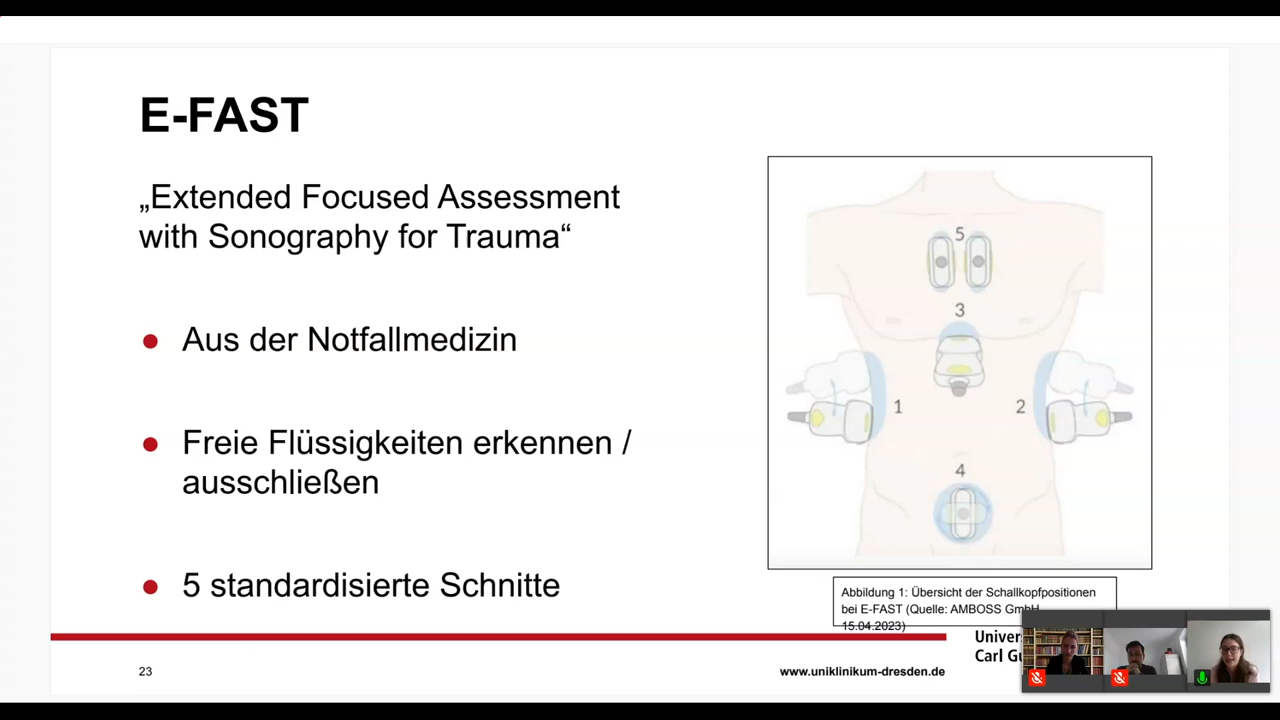 E-FAST
„Extended Focused Assessment
with Sonography for Trauma“
● Aus der Notfallmedizin
● Freie Flüssigkeiten erkennen /
ausschließen
● 5 standardisierte Schnitte
5
3
1
2
4
Abbildung 1: Übersicht der Schallkopfpositionen
bei E-FAST (Quelle: AMBOSS GmbH
15.04.2023)
23
www.uniklinikum-dresden.de
Carl